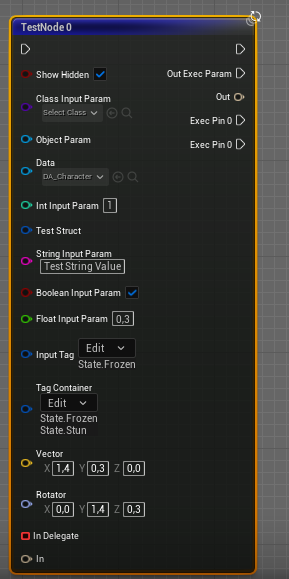 TestNode 0
Show Hidden
Out Exec Param
Class Input Param
Select Class
Out
Exec Pin 0
Object Param
Exec Pin 0
Data
DA_Character
Int Input Param 1
Test Struct
String Input Param
Test String Value
Boolean Input Param
Float Input Param 0,3
Input Tag Edit
State.Frozen
Tag Container
Edit
State.Frozen
State.Stun
Vector
X 1,4 Y 0,3 Z 0,0
Rotator
X 0,0 Y 1,4 Z 0,3
In Delegate
In